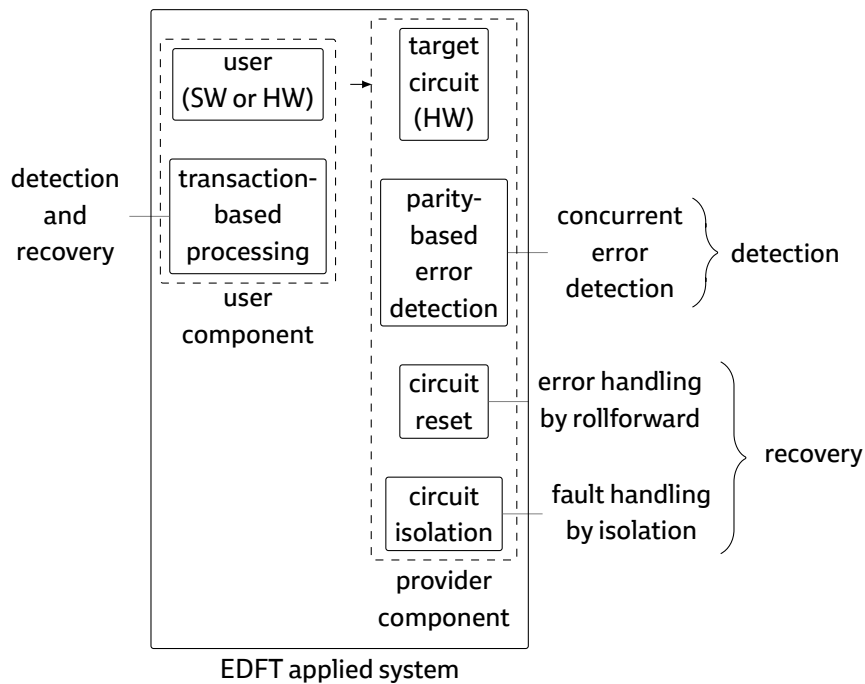 user
(SW or HW)
target
circuit
(HW)
detection
and
recovery
transaction-
based
processing
user
component
parity-
based
error
detection
concurrent
error
detection
detection
circuit
reset
error handling
by rollforward
recovery
circuit
isolation
fault handling
by isolation
provider
component
EDFT applied system